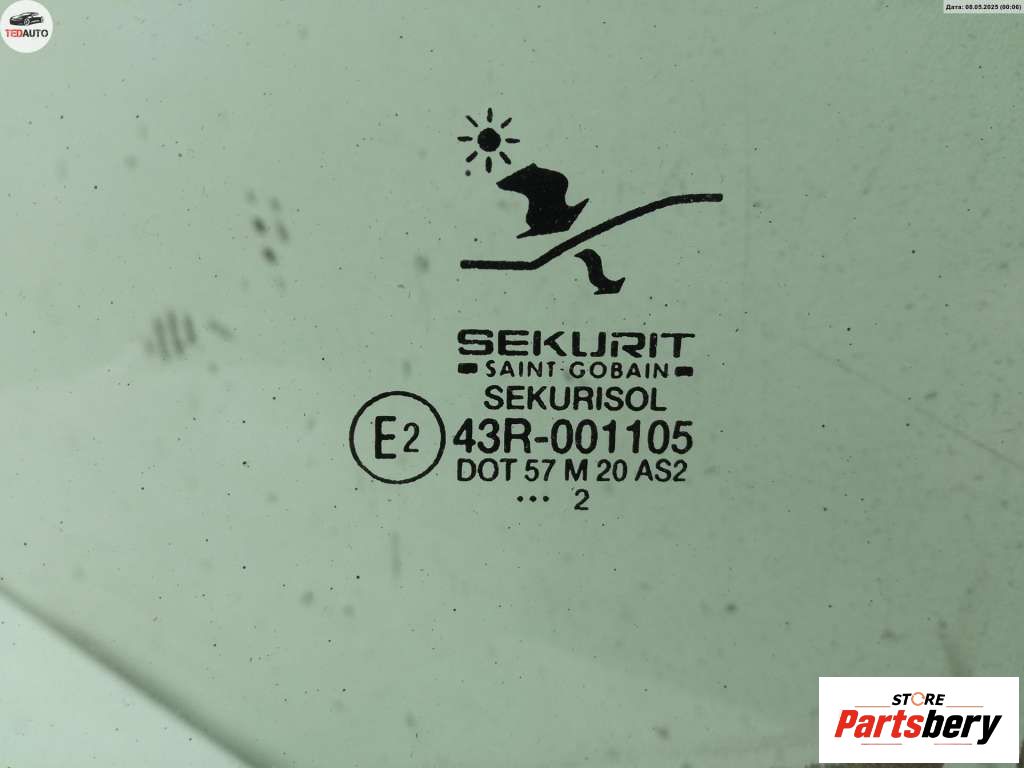 TEDAUTO
Дата: 08.05.2025 (00:06)
SEKURIT
SAINT-GOBAIN
SEKURISOL
E2 43R-001105
DOT 57 M 20 AS2
... 2
STORE
Partsbery